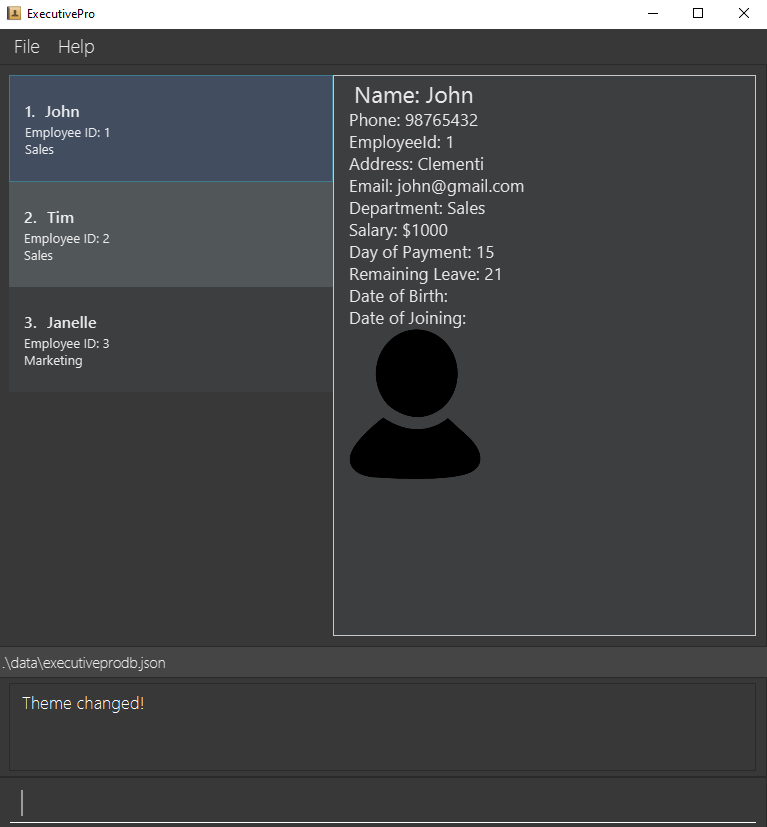 ExecutivePro
File Help
1. John
Employee ID: 1
Sales
2. Tim
Employee ID: 2
Sales
3. Janelle
Employee ID: 3
Marketing
Name: John
Phone: 98765432
EmployeeId: 1
Address: Clementi
Email: john@gmail.com
Department: Sales
Salary: $1000
Day of Payment: 15
Remaining Leave: 21
Date of Birth:
Date of Joining:
.\data\executiveprodb.json
Theme changed!